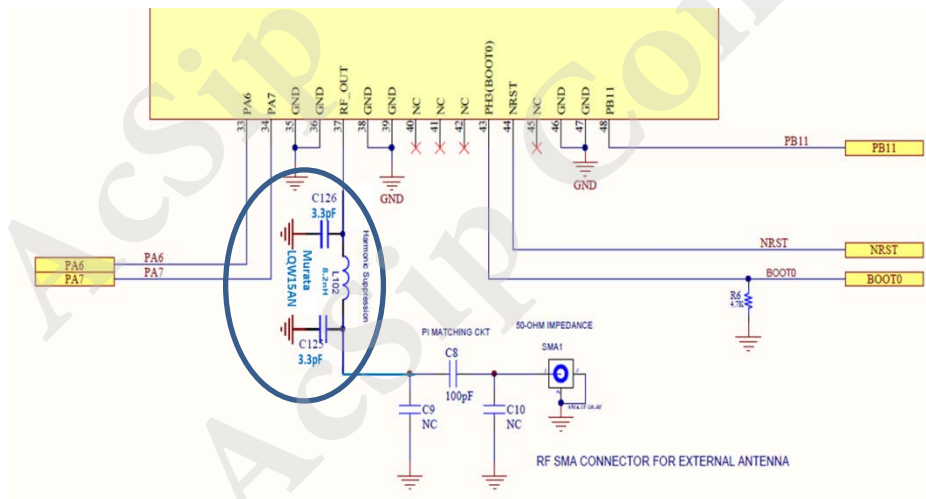 AcSip
AcSip
Com
PA6
PA7
GND
GND
RF_OUT
GND
GND
NC
NC
NC
PH3(BOOT0)
NRST
NC
GND
GND
PB11
33
34
35
36
37
38
39
40
41
42
43
44
45
46
47
48
PB11
PB11
GND
GND
C126
3.3pF
Harmonic Suppression
L102
8.2nH
Murata
LQW15AN
C125
3.3pF
PA6
PA6
PA7
PA7
NRST
NRST
BOOT0
BOOT0
R6
4.7K
PI MATCHING CKT
50-OHM IMPEDANCE
C8
100pF
SMA1
C9
NC
C10
NC
RF SMA CONNECTOR FOR EXTERNAL ANTENNA